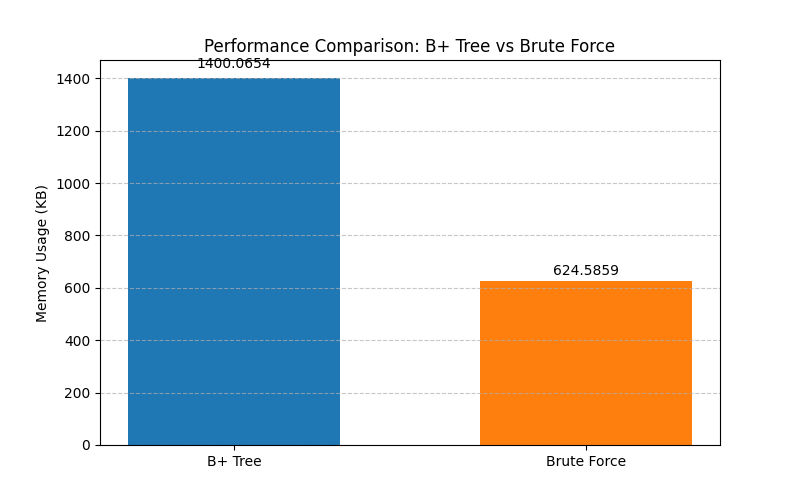 Performance Comparison: B+ Tree vs Brute Force
1400.0654
1400
1200
1000
800
624.5859
600
400
200
0
Memory Usage (KB)
B+ Tree
Brute Force